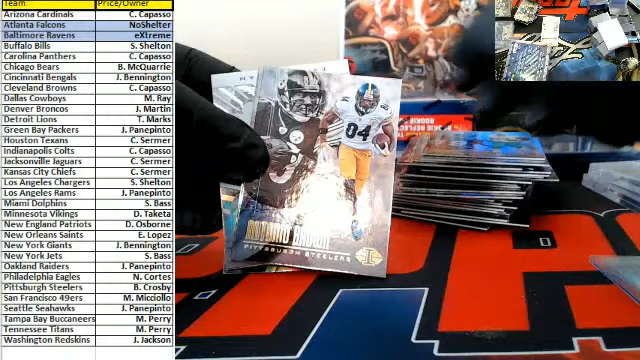 Team Price/Owner
Arizona Cardinals C. Capasso
Atlanta Falcons NoShelter
Baltimore Ravens eXtreme
Buffalo Bills S. Shelton
Carolina Panthers C. Capasso
Chicago Bears B. McQuarrie
Cincinnati Bengals J. Bennington
Cleveland Browns C. Capasso
Dallas Cowboys M. Ray
Denver Broncos J. Martin
Detroit Lions T. Marks
Green Bay Packers J. Panepinto
Houston Texans C. Sermer
Indianapolis Colts C. Capasso
Jacksonville Jaguars C. Sermer
Kansas City Chiefs C. Sermer
Los Angeles Chargers S. Shelton
Los Angeles Rams J. Panepinto
Miami Dolphins S. Bass
Minnesota Vikings D. Taketa
New England Patriots D. Osborne
New Orleans Saints E. Lopez
New York Giants J. Bennington
New York Jets S. Bass
Oakland Raiders J. Panepinto
Philadelphia Eagles N. Cortes
Pittsburgh Steelers B. Crosby
San Francisco 49ers M. Micciollo
Seattle Seahawks J. Panepinto
Tampa Bay Buccaneers M. Perry
Tennessee Titans M. Perry
Washington Redskins J. Jackson
84
ANTONIO BROWN
PITTSBURGH STEELERS